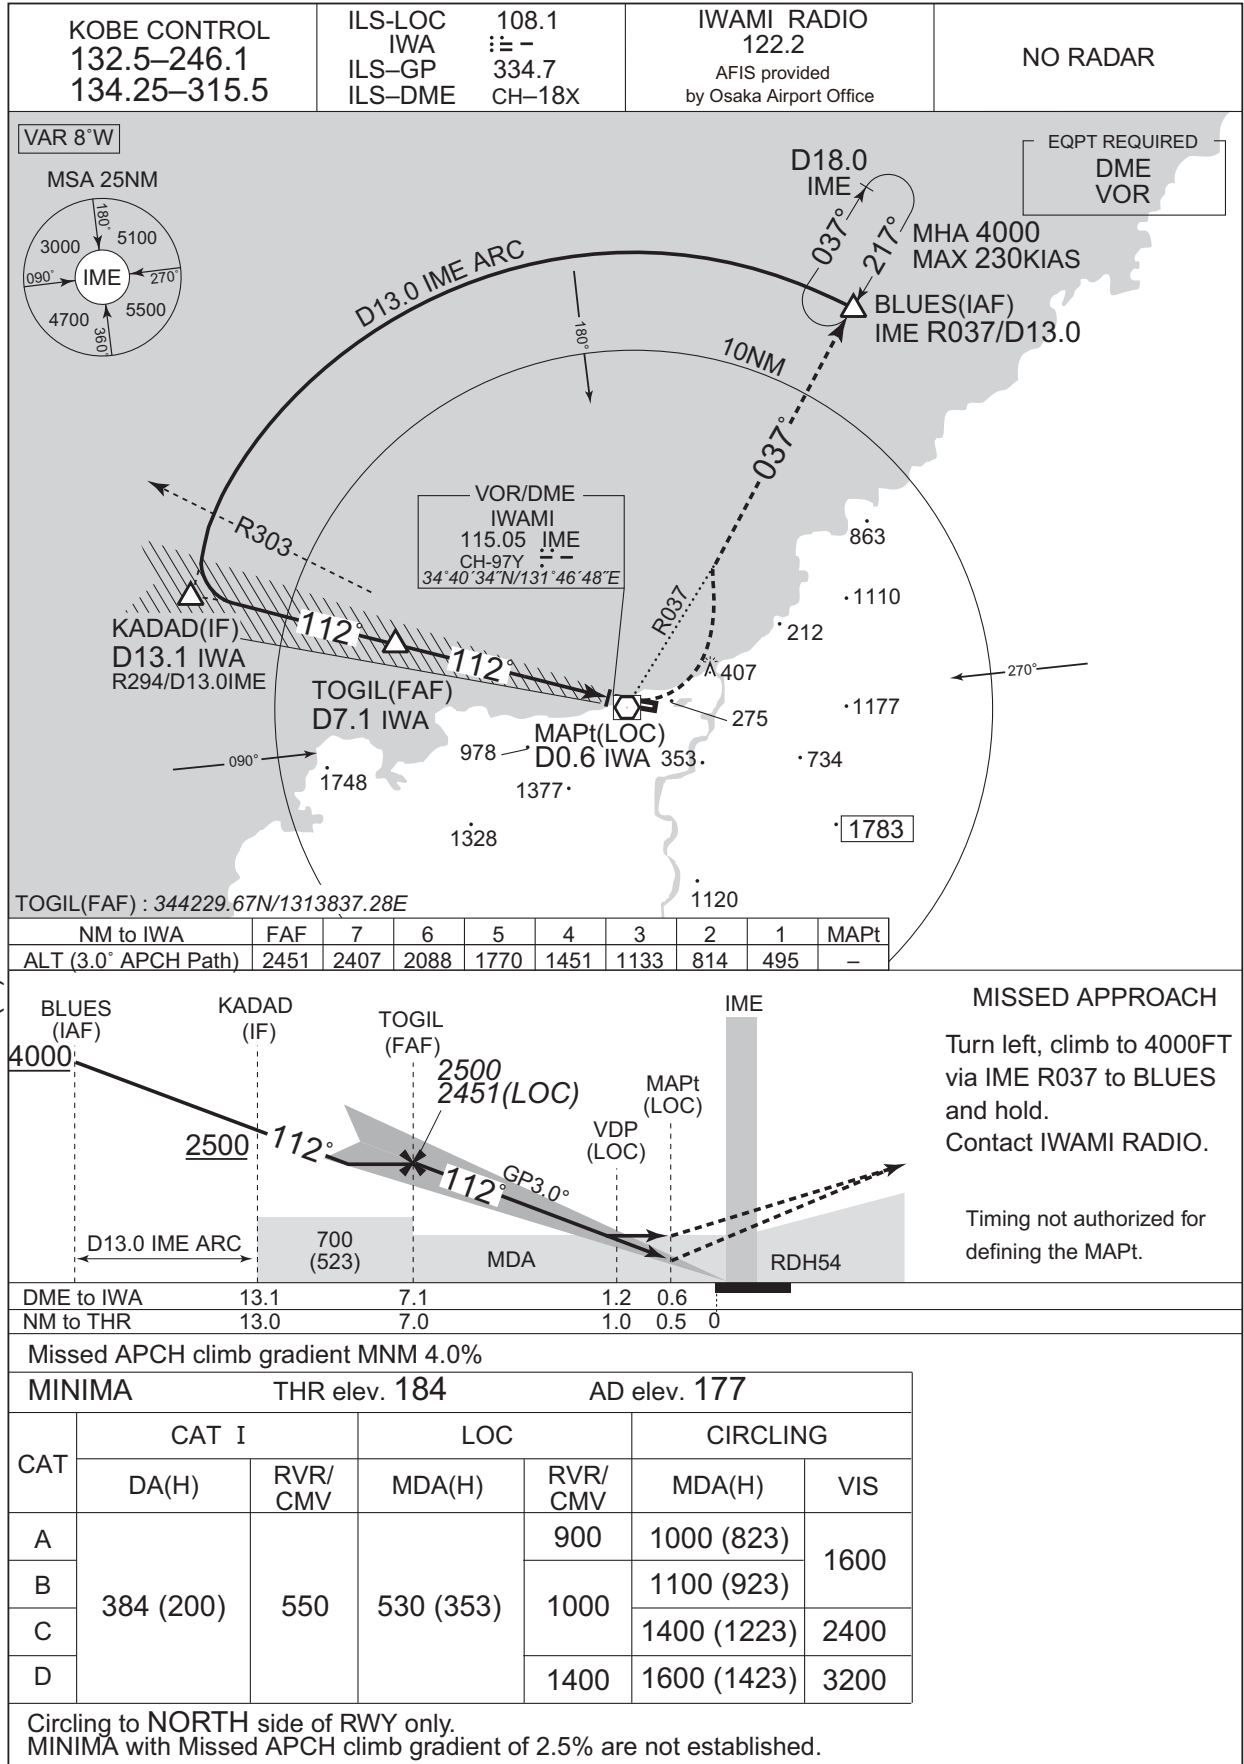 KOBE CONTROL
132.5–246.1
134.25–315.5
ILS-LOC 108.1
IWA
ILS–GP 334.7
ILS–DME CH–18X
IWAMI RADIO
122.2
AFIS provided
by Osaka Airport Office
NO RADAR
VAR 8°W
MSA 25NM
180°
3000 5100
090° IME 270°
4700 5500
360°
EQPT REQUIRED
DME
VOR
D18.0
IME
037°
217°
MHA 4000
MAX 230KIAS
BLUES(IAF)
IME R037/D13.0
D13.0 IME ARC
180°
10NM
037°
R303
VOR/DME
IWAMI
115.05 IME
CH-97Y
34°40´34˝N/131°46´48˝E
R037
863
1110
212
407
270°
KADAD(IF)
D13.1 IWA
R294/D13.0IME
112°
112°
TOGIL(FAF)
D7.1 IWA
MAPt(LOC)
D0.6 IWA
275
1177
978
353
734
090°
1748
1377
1328
1783
1120
TOGIL(FAF) : 344229.67N/1313837.28E
NM to IWA FAF 7 6 5 4 3 2 1 MAPt
ALT (3.0° APCH Path) 2451 2407 2088 1770 1451 1133 814 495 –
BLUES
(IAF)
KADAD
(IF)
TOGIL
(FAF)
IME
4000
2500
2451(LOC)
MAPt
(LOC)
VDP
(LOC)
2500
112°
112°
GP3.0°
D13.0 IME ARC
700
(523)
MDA
RDH54
MISSED APPROACH
Turn left, climb to 4000FT
via IME R037 to BLUES
and hold.
Contact IWAMI RADIO.
Timing not authorized for
defining the MAPt.
DME to IWA 13.1 7.1 1.2 0.6
NM to THR 13.0 7.0 1.0 0.5 0
Missed APCH climb gradient MNM 4.0%
MINIMA THR elev. 184 AD elev. 177
CAT CAT I LOC CIRCLING
DA(H) RVR/CMV MDA(H) RVR/CMV MDA(H) VIS
A 384 (200) 550 530 (353) 900 1000 (823) 1600
B 1000 1100 (923)
C 1400 (1223) 2400
D 1400 1600 (1423) 3200
Circling to NORTH side of RWY only.
MINIMA with Missed APCH climb gradient of 2.5% are not established.